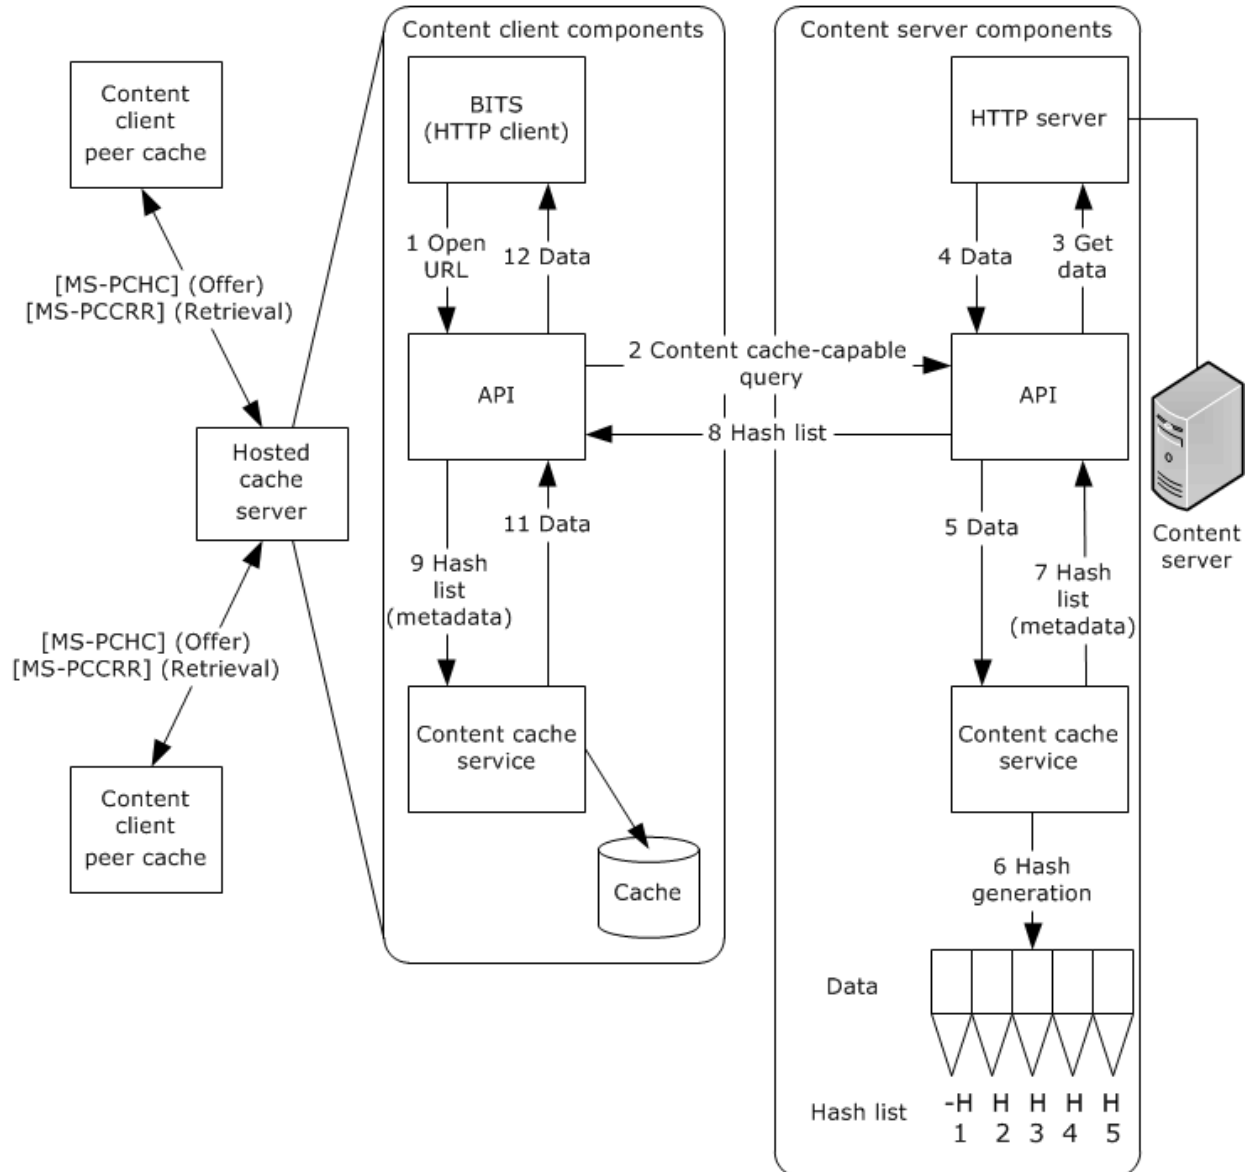 Content client components
Content server components
Content
client
peer cache
BITS
(HTTP client)
HTTP server
1 Open
URL
12 Data
4 Data
3 Get
data
[MS-PCHC] (Offer)
[MS-PCCRR] (Retrieval)
API
2 Content cache-capable
query
API
8 Hash list
Hosted
cache
server
Content
server
11 Data
5 Data
9 Hash
list
(metadata)
7 Hash
list
(metadata)
[MS-PCHC] (Offer)
[MS-PCCRR] (Retrieval)
Content cache
service
Content cache
service
Content
client
peer cache
Cache
6 Hash
generation
Data
Hash list
-H H H H H
1 2 3 4 5